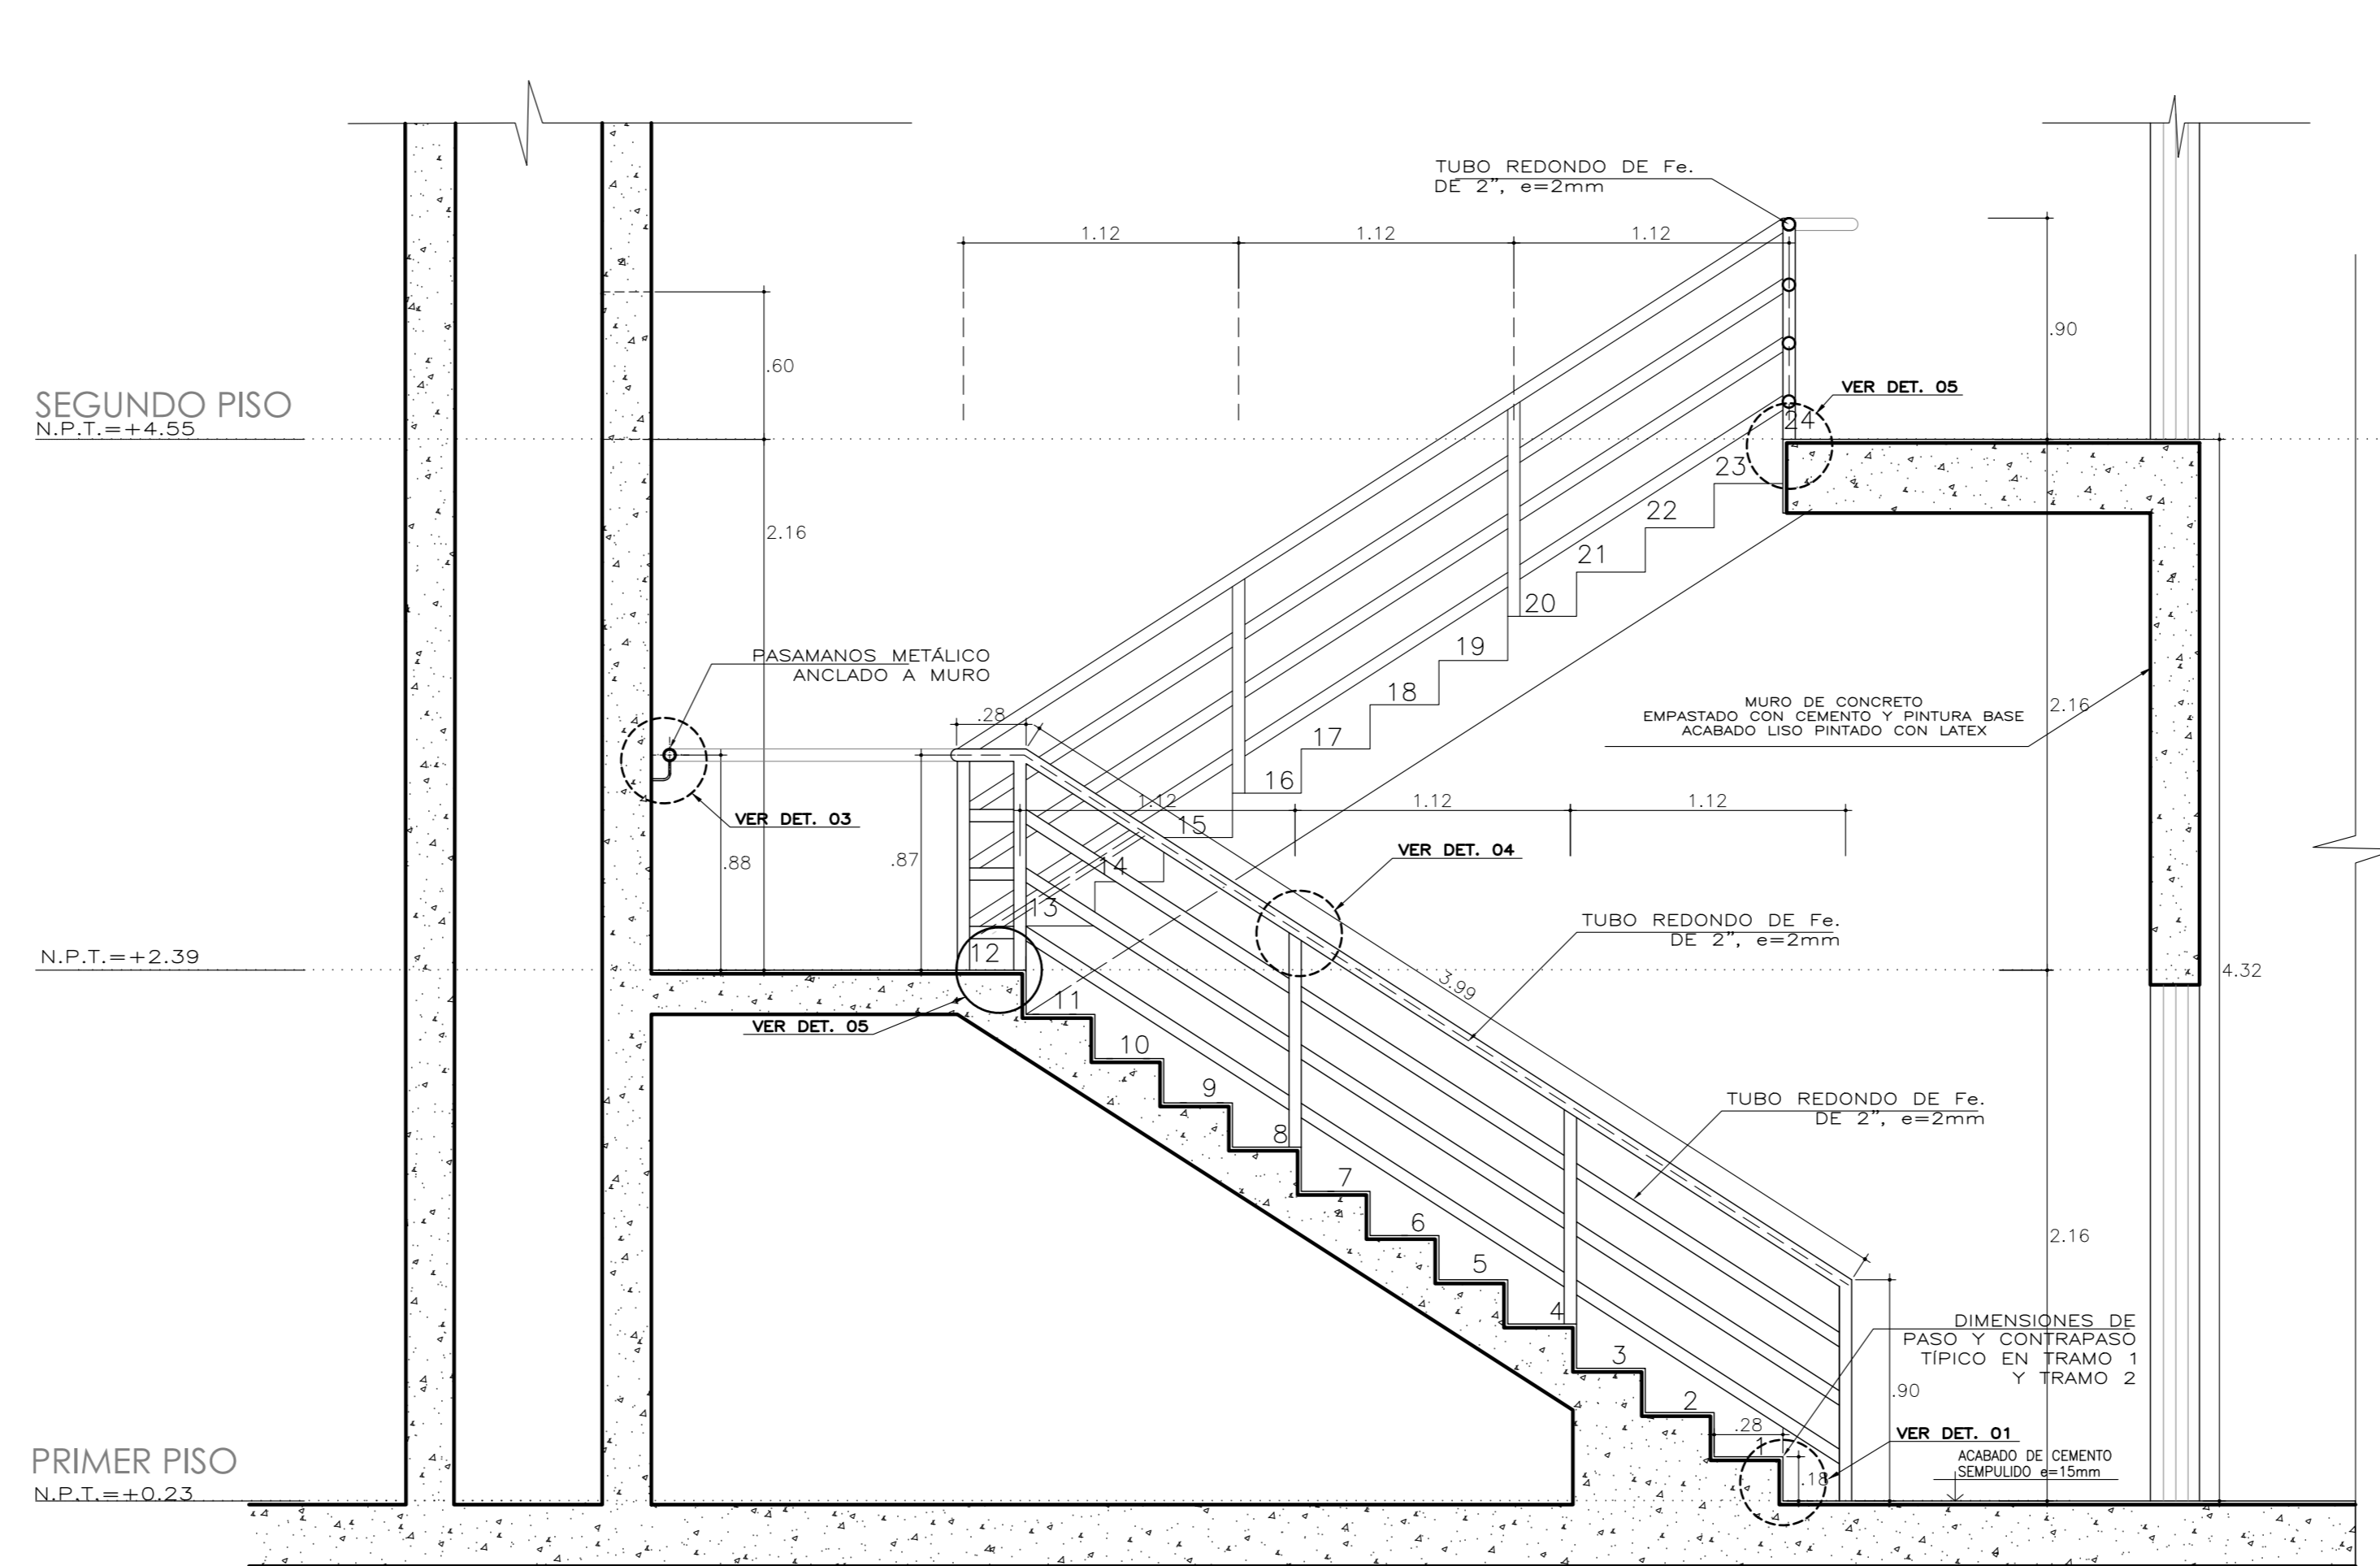 TUBO REDONDO DE Fe.
DE 2", e=2mm
1.12
1.12
1.12
.60
.90
VER DET. 05
SEGUNDO PISO
N.P.T.=+4.55
24
23
22
2.16
21
20
19
PASAMANOS METÁLICO
ANCLADO A MURO
18
MURO DE CONCRETO
EMPASTADO CON CEMENTO Y PINTURA BASE
ACABADO LISO PINTADO CON LATEX
2.16
.28
17
16
1.12
1.12
1.12
VER DET. 03
15
VER DET. 04
.88
.87
14
13
TUBO REDONDO DE Fe.
DE 2", e=2mm
N.P.T.=+2.39
12
4.32
3.99
11
VER DET. 05
10
9
TUBO REDONDO DE Fe.
DE 2", e=2mm
8
7
6
2.16
5
4
DIMENSIONES DE
PASO Y CONTRAPASO
TÍPICO EN TRAMO 1
Y TRAMO 2
3
.90
2
.28
VER DET. 01
1
ACABADO DE CEMENTO
SEMPULIDO e=15mm
.18
PRIMER PISO
N.P.T.=+0.23